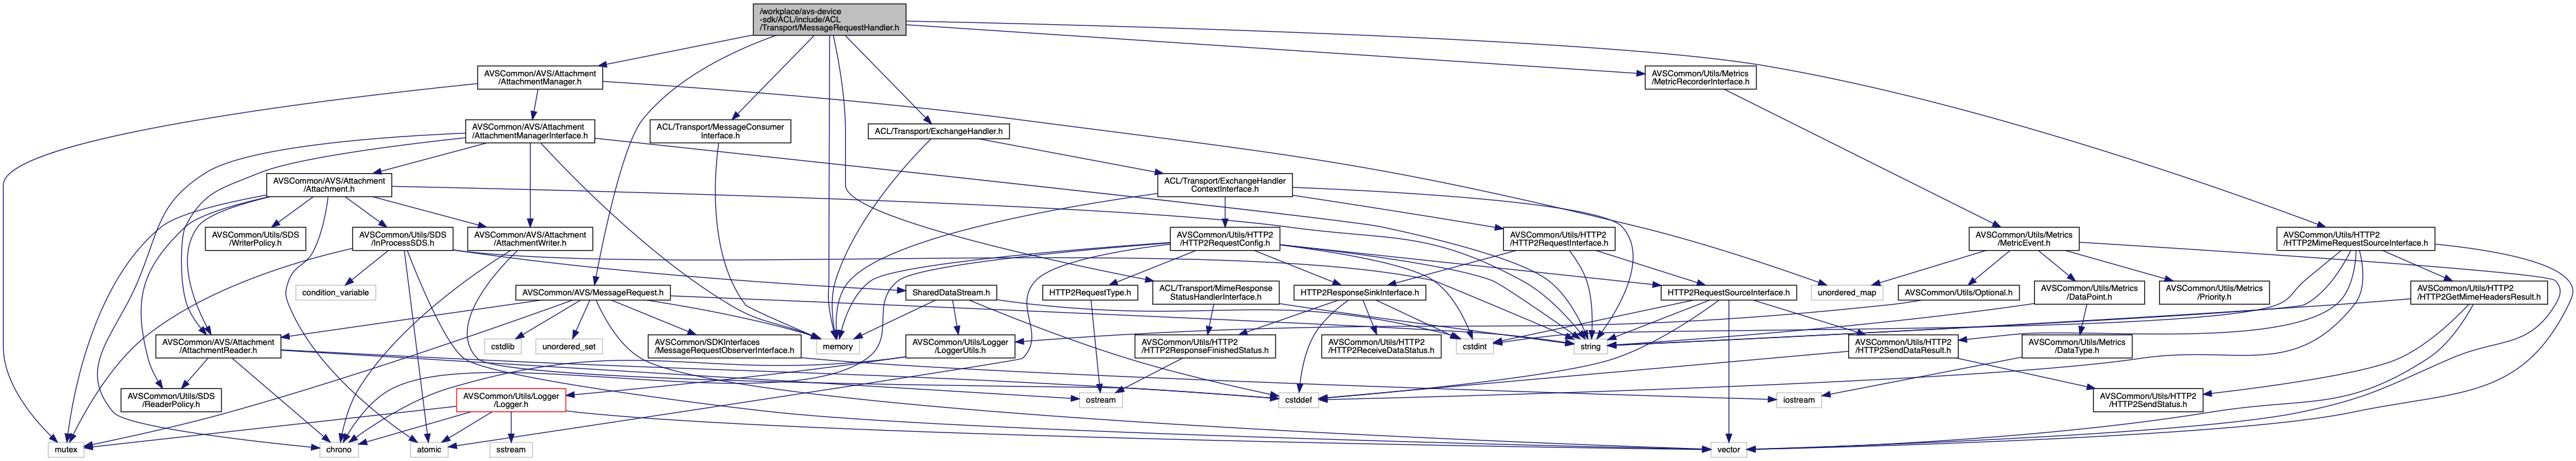 /workplace/avs-device
-sdk/ACL/include/ACL
/Transport/MessageRequestHandler.h
AVSCommon/AVS/Attachment
/AttachmentManager.h
AVSCommon/Utils/Metrics
/MetricRecorderInterface.h
AVSCommon/AVS/Attachment
/AttachmentManagerInterface.h
ACL/Transport/MessageConsumer
Interface.h
ACL/Transport/ExchangeHandler.h
AVSCommon/AVS/Attachment
/Attachment.h
ACL/Transport/ExchangeHandler
ContextInterface.h
AVSCommon/Utils/SDS
/WriterPolicy.h
AVSCommon/Utils/SDS
/InProcessSDS.h
AVSCommon/AVS/Attachment
/AttachmentWriter.h
AVSCommon/Utils/HTTP2
/HTTP2RequestConfig.h
AVSCommon/Utils/HTTP2
/HTTP2RequestInterface.h
AVSCommon/Utils/Metrics
/MetricEvent.h
AVSCommon/Utils/HTTP2
/HTTP2MimeRequestSourceInterface.h
condition_variable
AVSCommon/AVS/MessageRequest.h
SharedDataStream.h
HTTP2RequestType.h
ACL/Transport/MimeResponse
StatusHandlerInterface.h
HTTP2ResponseSinkInterface.h
HTTP2RequestSourceInterface.h
unordered_map
AVSCommon/Utils/Optional.h
AVSCommon/Utils/Metrics
/DataPoint.h
AVSCommon/Utils/Metrics
/Priority.h
AVSCommon/Utils/HTTP2
/HTTP2GetMimeHeadersResult.h
AVSCommon/AVS/Attachment
/AttachmentReader.h
cstdlib
unordered_set
AVSCommon/SDKInterfaces
/MessageRequestObserverInterface.h
memory
AVSCommon/Utils/Logger
/LoggerUtils.h
AVSCommon/Utils/HTTP2
/HTTP2ResponseFinishedStatus.h
AVSCommon/Utils/HTTP2
/HTTP2ReceiveDataStatus.h
cstdint
string
AVSCommon/Utils/HTTP2
/HTTP2SendDataResult.h
AVSCommon/Utils/Metrics
/DataType.h
AVSCommon/Utils/SDS
/ReaderPolicy.h
AVSCommon/Utils/Logger
/Logger.h
ostream
cstddef
iostream
AVSCommon/Utils/HTTP2
/HTTP2SendStatus.h
mutex
chrono
atomic
sstream
vector